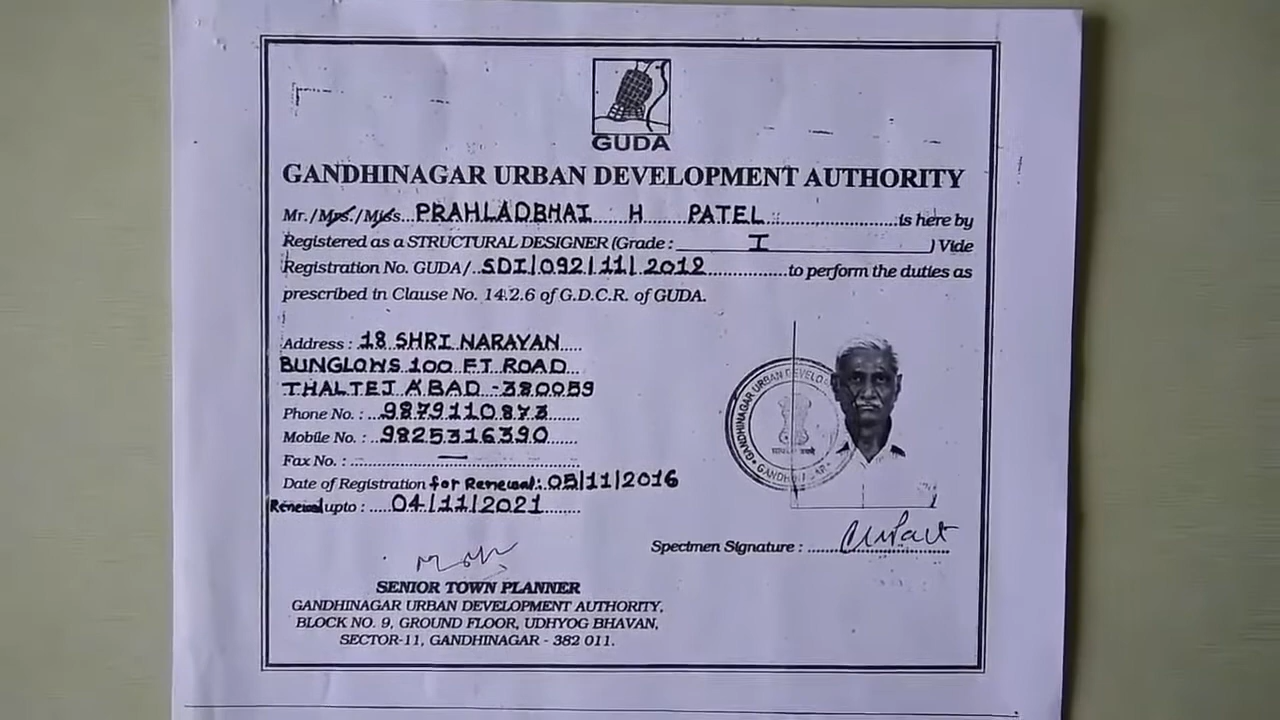 GUDA
GANDHINAGAR URBAN DEVELOPMENT AUTHORITY
Mr./Mrs./Miss...PRAHLADBHAI H PATEL..............is here by
Registered as a STRUCTURAL DESIGNER (Grade : I ) Vide
Registration No. GUDA/..SDI/092/11/2012..............to perform the duties as
prescribed in Clause No. 14.2.6 of G.D.C.R. of GUDA.
Address : 18 SHRI NARAYAN
BUNGLOWS 100 FT ROAD
THALTEJ A'BAD - 380059
Phone No. : 9879110873
Mobile No. : 9825316390
Fax No. : —
Date of Registration for Renewal : 05/11/2016
Renewal upto : 04/11/2021
GANDHINAGAR URBAN DEVELO
Specimen Signature :
SENIOR TOWN PLANNER
GANDHINAGAR URBAN DEVELOPMENT AUTHORITY,
BLOCK NO. 9, GROUND FLOOR, UDHYOG BHAVAN,
SECTOR-11, GANDHINAGAR - 382 011.